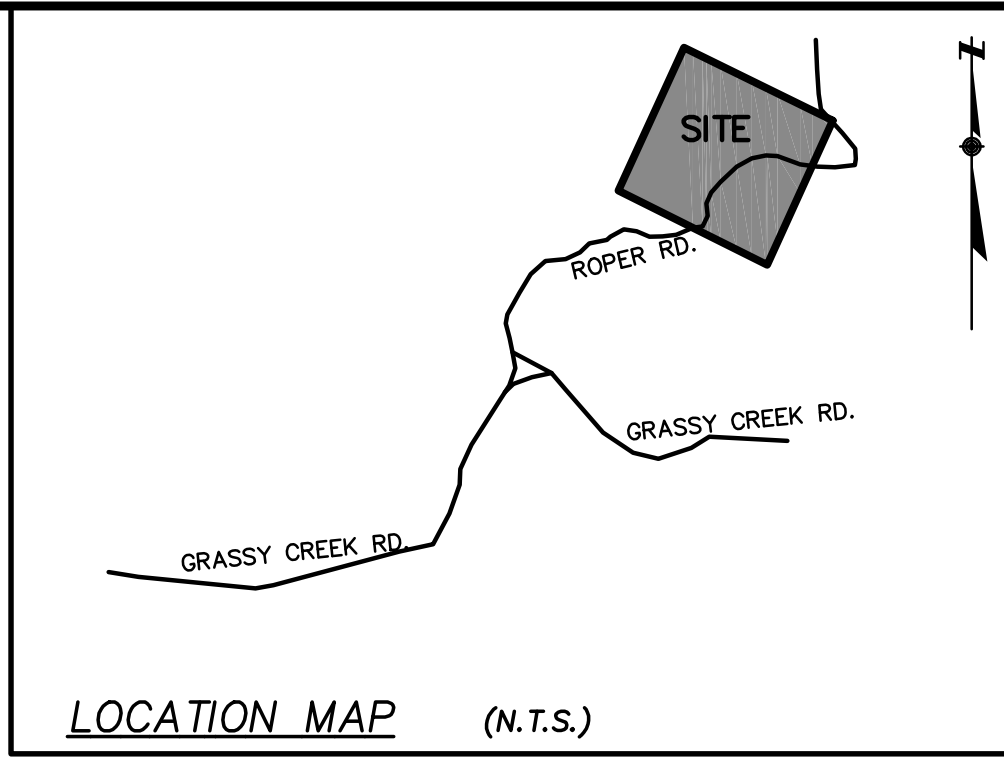 N
SITE
ROPER RD.
GRASSY CREEK RD.
GRASSY CREEK RD.
LOCATION MAP (N.T.S.)